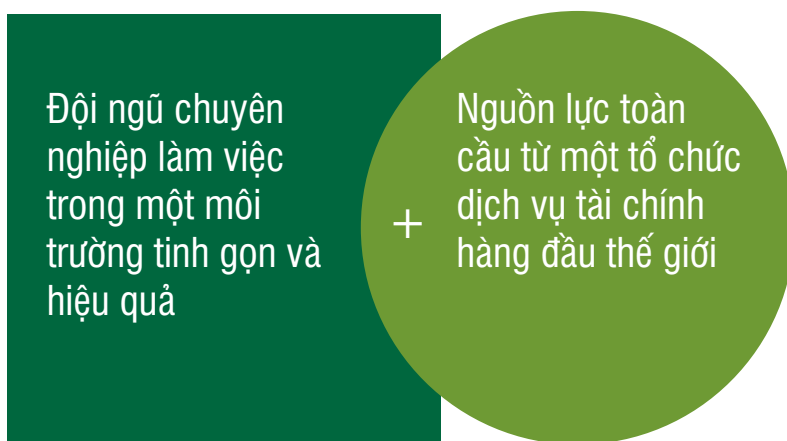 Đội ngũ chuyên
nghiệp làm việc
trong một môi
trường tinh gọn và
hiệu quả
+
Nguồn lực toàn
cầu từ một tổ chức
dịch vụ tài chính
hàng đầu thế giới